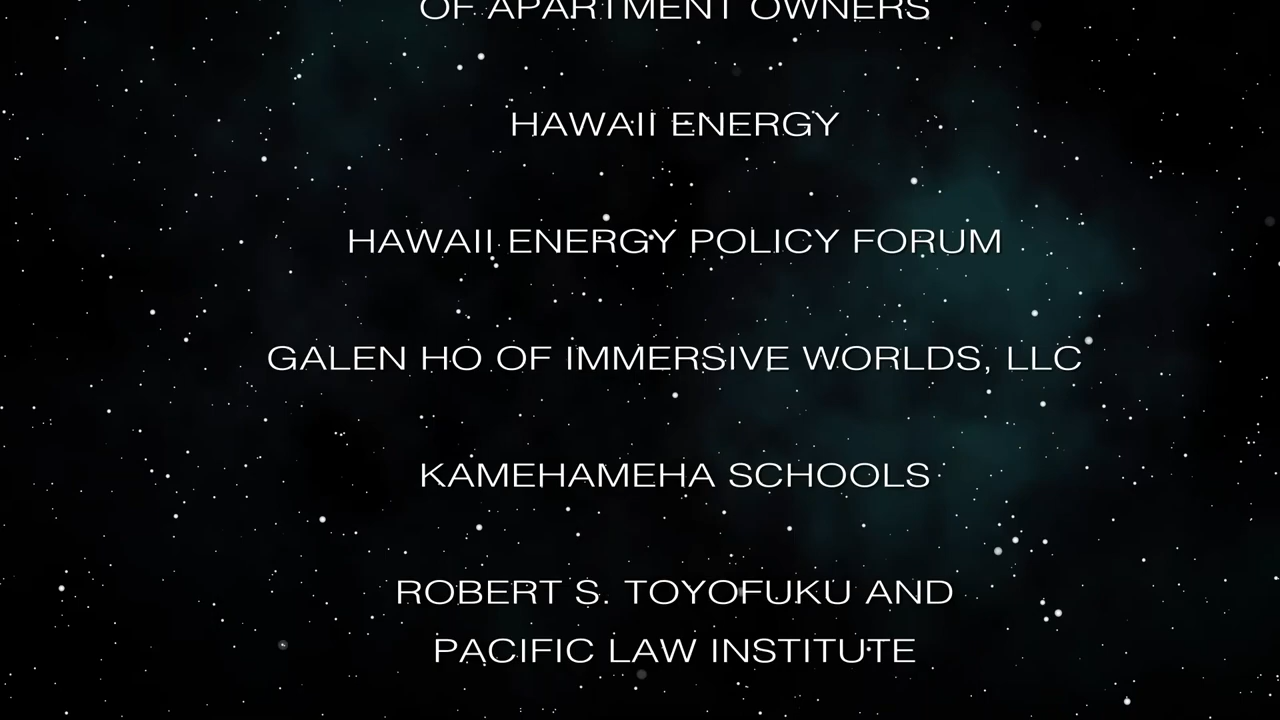 OF APARTMENT OWNERS
HAWAII ENERGY
HAWAII ENERGY POLICY FORUM
GALEN HO OF IMMERSIVE WORLDS, LLC
KAMEHAMEHA SCHOOLS
ROBERT S. TOYOFUKU AND
PACIFIC LAW INSTITUTE